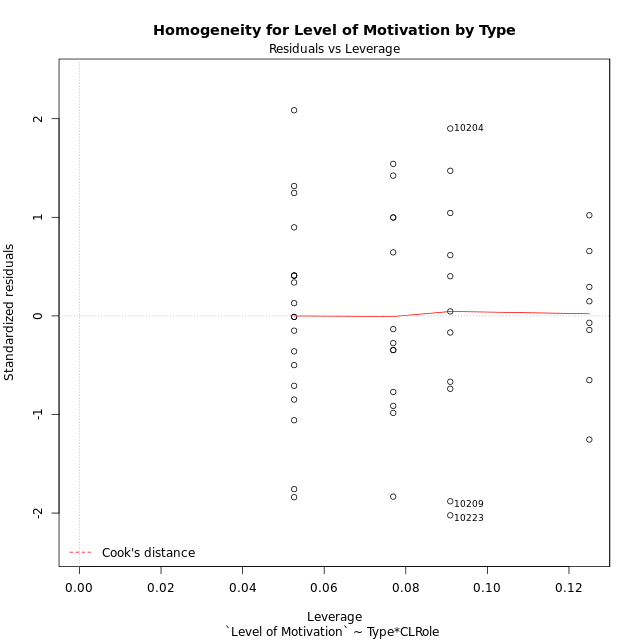 Homogeneity for Level of Motivation by Type
Residuals vs Leverage
Standardized residuals
2
1
0
-1
-2
10204
10209
10223
Cook's distance
0.00 0.02 0.04 0.06 0.08 0.10 0.12
Leverage
`Level of Motivation` ~ Type*CLRole